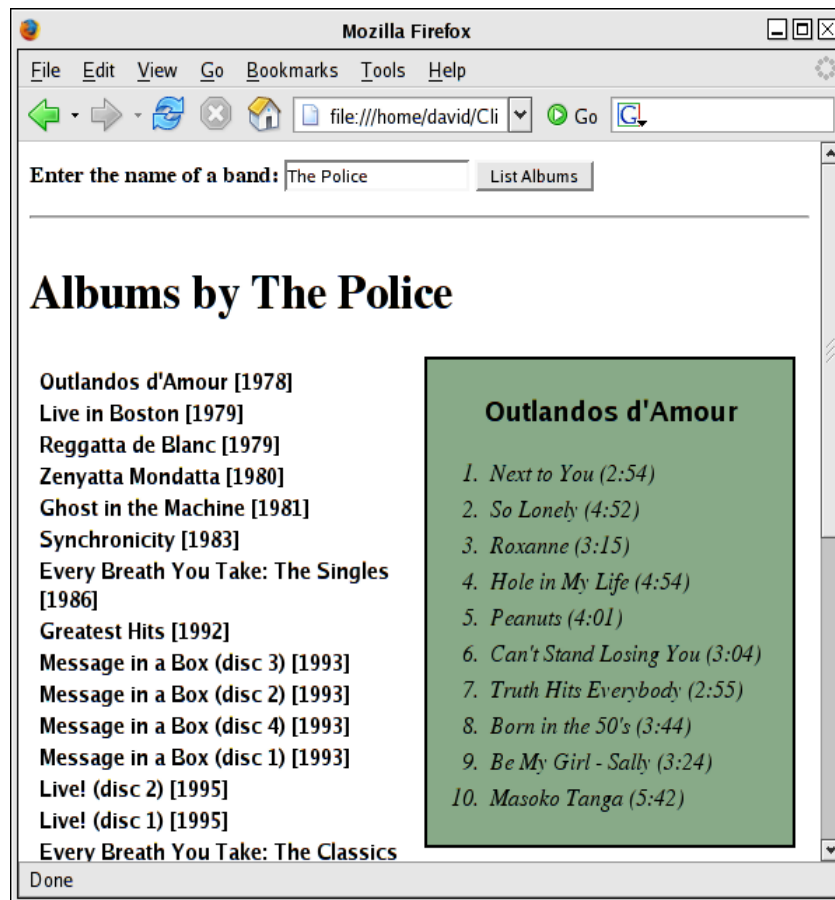 Mozilla Firefox
File Edit View Go Bookmarks Tools Help
file:///home/david/Cli Go G
Enter the name of a band: The Police List Albums
Albums by The Police
Outlandos d'Amour [1978]
Live in Boston [1979]
Reggatta de Blanc [1979]
Zenyatta Mondatta [1980]
Ghost in the Machine [1981]
Synchronicity [1983]
Every Breath You Take: The Singles
[1986]
Greatest Hits [1992]
Message in a Box (disc 3) [1993]
Message in a Box (disc 2) [1993]
Message in a Box (disc 4) [1993]
Message in a Box (disc 1) [1993]
Live! (disc 2) [1995]
Live! (disc 1) [1995]
Every Breath You Take: The Classics
Outlandos d'Amour
1. Next to You (2:54)
2. So Lonely (4:52)
3. Roxanne (3:15)
4. Hole in My Life (4:54)
5. Peanuts (4:01)
6. Can't Stand Losing You (3:04)
7. Truth Hits Everybody (2:55)
8. Born in the 50's (3:44)
9. Be My Girl - Sally (3:24)
10. Masoko Tanga (5:42)
Done